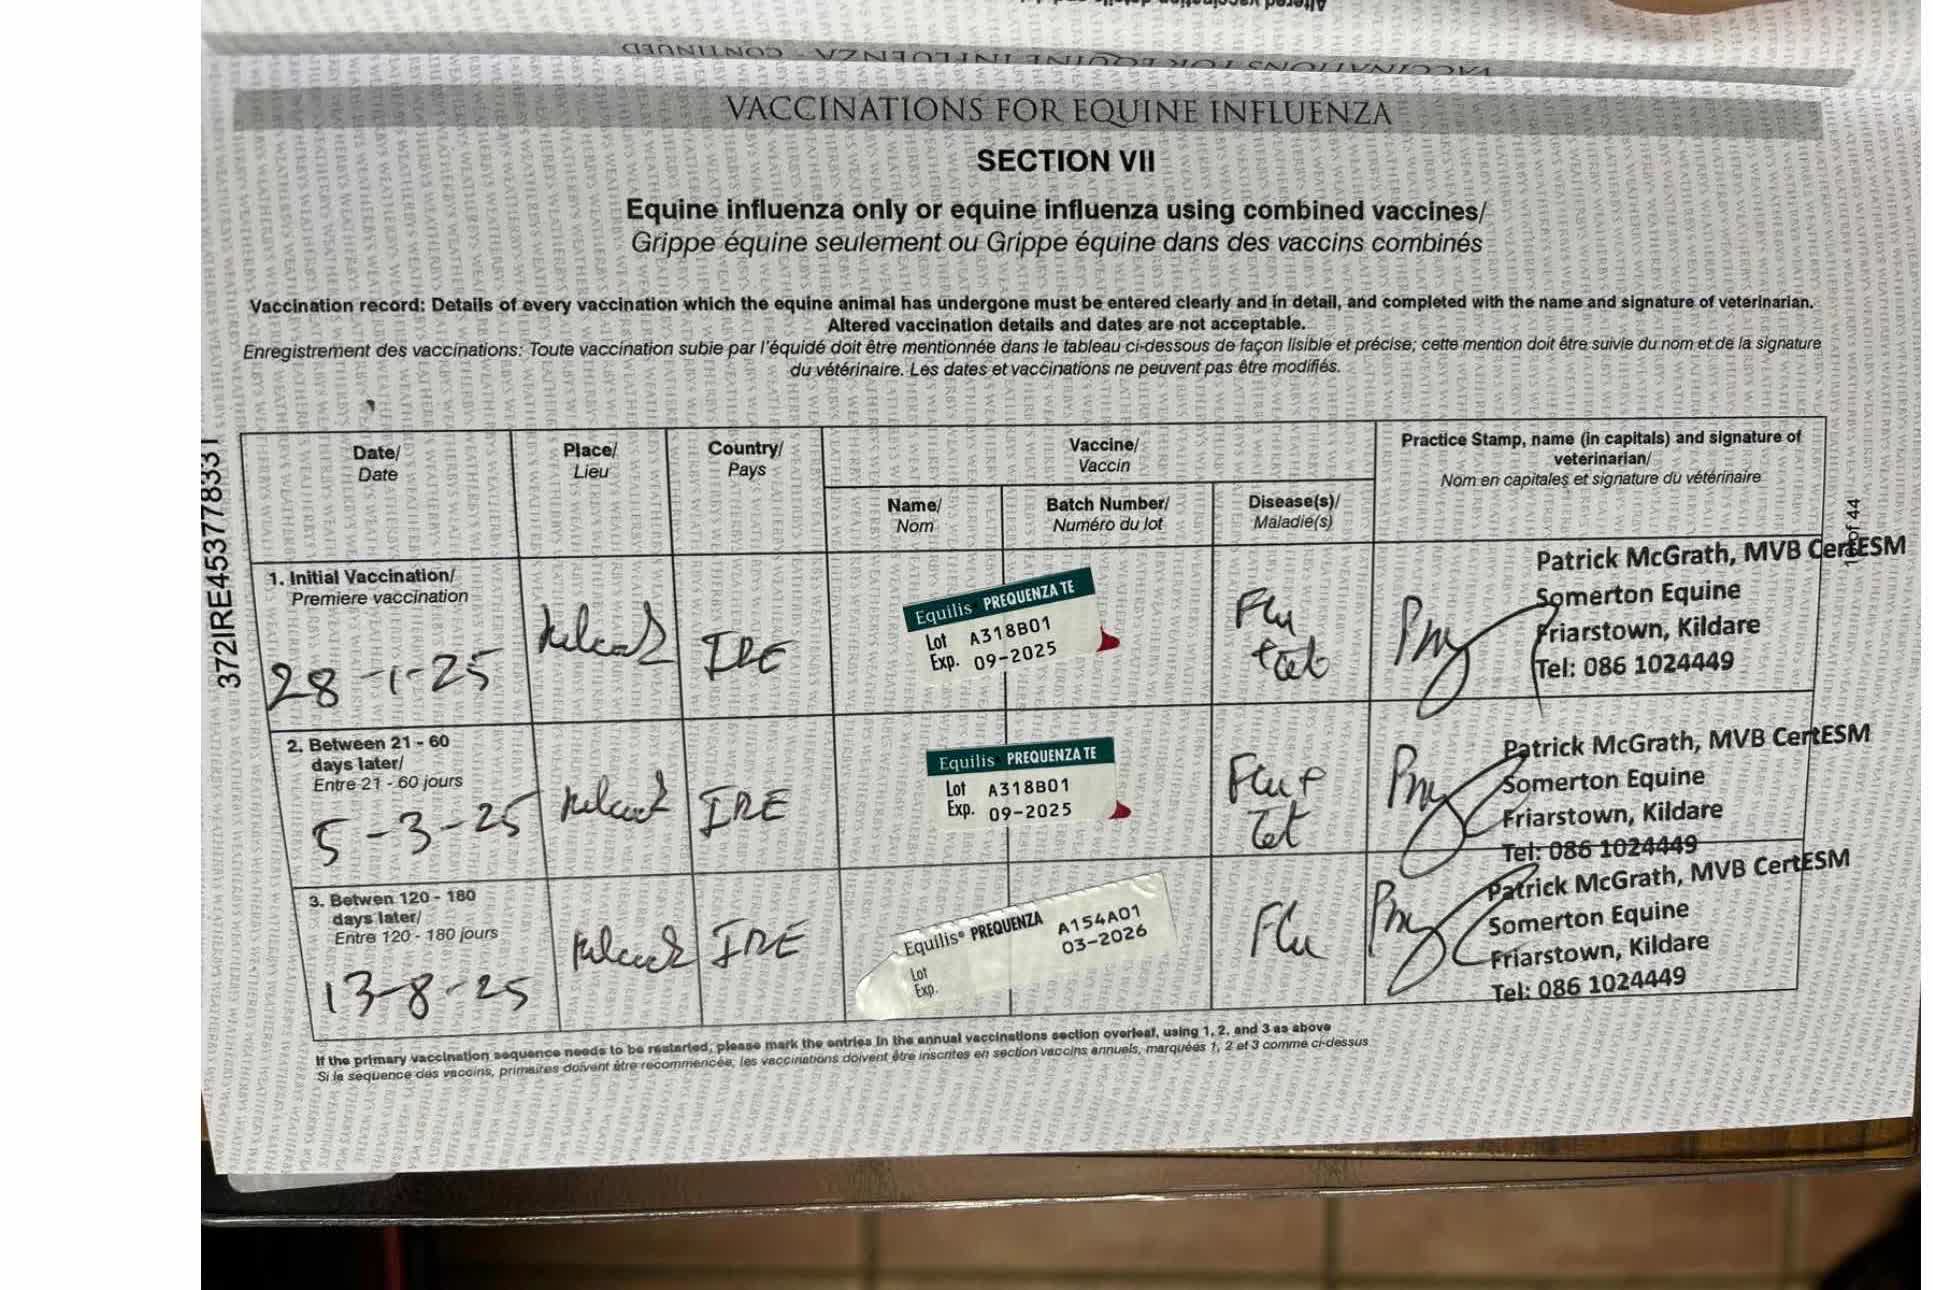 VACCINATIONS FOR EQUINE INFLUENZA - CONTINUED
VACCINATIONS FOR EQUINE INFLUENZA
SECTION VII
Equine influenza only or equine influenza using combined vaccines/
Grippe équine seulement ou Grippe équine dans des vaccins combinés
Vaccination record: Details of every vaccination which the equine animal has undergone must be entered clearly and in detail, and completed with the name and signature of veterinarian.
Altered vaccination details and dates are not acceptable.
Enregistrement des vaccinations: Toute vaccination subie par l'équidé doit être mentionnée dans le tableau ci-dessous de façon lisible et précise; cette mention doit être suivie du nom et de la signature
du vétérinaire. Les dates et vaccinations ne peuvent pas être modifiés.
Date/
Date
Place/
Lieu
Country/
Pays
Vaccine/
Vaccin
Name/
Nom
Batch Number/
Numéro du lot
Disease(s)/
Maladie(s)
Practice Stamp, name (in capitals) and signature of
veterinarian/
Nom en capitales et signature du vétérinaire
1. Initial Vaccination/
Premiere vaccination
28-1-25
IRE
Equilis PREQUENZA TE
Lot A318B01
Exp. 09-2025
Flu
tet
Patrick McGrath, MVB CertESM
Somerton Equine
Friarstown, Kildare
Tel: 086 1024449
2. Between 21 - 60
days later/
Entre 21 - 60 jours
5-3-25
IRE
Equilis PREQUENZA TE
Lot A318B01
Exp. 09-2025
Flu +
Tet
Patrick McGrath, MVB CertESM
Somerton Equine
Friarstown, Kildare
Tel: 086 1024449
3. Betwen 120 - 180
days later/
Entre 120 - 180 jours
13-8-25
IRE
Equilis® PREQUENZA
A154A01
03-2026
Lot
Exp.
Flu
Patrick McGrath, MVB CertESM
Somerton Equine
Friarstown, Kildare
Tel: 086 1024449
If the primary vaccination sequence needs to be restarted, please mark the entries in the annual vaccinations section overleaf, using 1, 2, and 3 as above
Si la séquence des vaccins, primaires doivent être recommencée; les vaccinations doivent être inscrites en section vaccins annuels, marquées 1, 2 et 3 comme ci-dessus
of 44